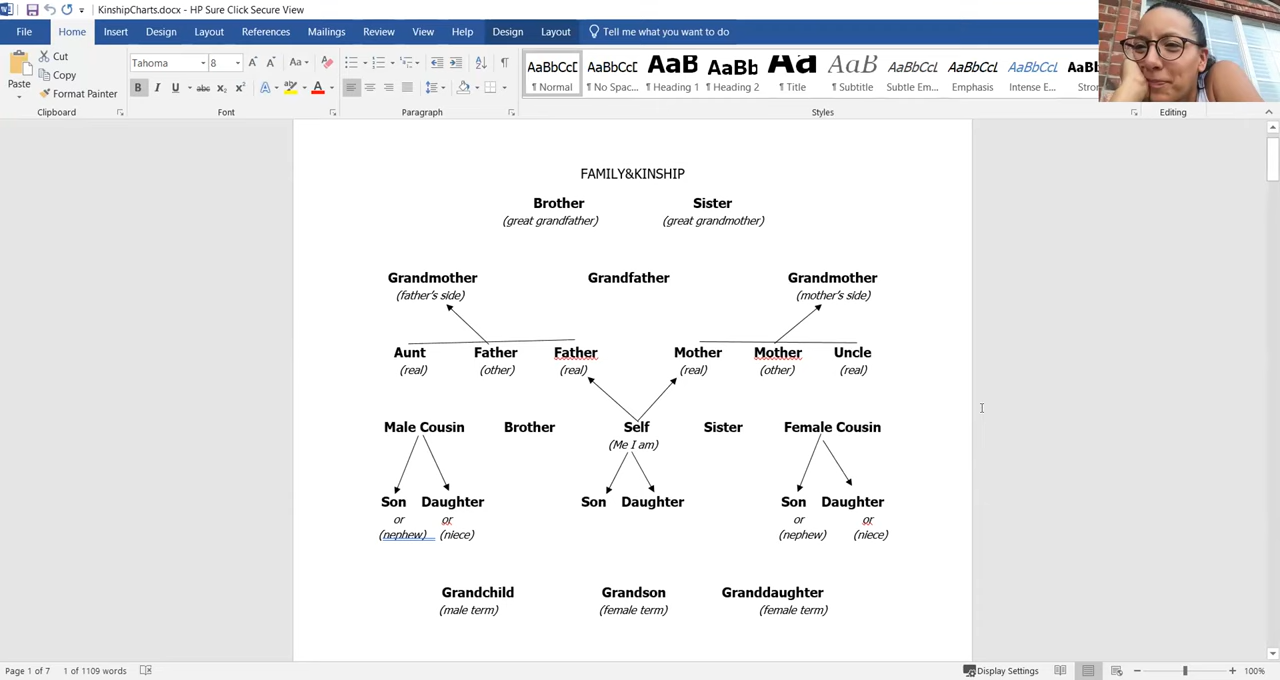 KinshipCharts.docx - HP Sure Click Secure View
File Home Insert Design Layout References Mailings Review View Help Design Layout Tell me what you want to do
Cut
Copy
Paste
Format Painter
Tahoma 8
AaBbCcD AaBbCcD AaB AaBb Aa AaBbCcL AaBbCcL AaBbCcL AaBbCcL AaBb
¶ Normal ¶ No Spac... ¶ Heading 1 ¶ Heading 2 ¶ Title ¶ Subtitle Subtle Em... Emphasis Intense E... Stron
Clipboard Font Paragraph Styles Editing
FAMILY&KINSHIP
Brother Sister
(great grandfather) (great grandmother)
Grandmother Grandfather Grandmother
(father's side) (mother's side)
Aunt Father Father Mother Mother Uncle
(real) (other) (real) (real) (other) (real)
Male Cousin Brother Self Sister Female Cousin
(Me I am)
Son Daughter Son Daughter Son Daughter
or or or or
(nephew) (niece) (nephew) (niece)
Grandchild Grandson Granddaughter
(male term) (female term) (female term)
Page 1 of 7 1 of 1109 words Display Settings 100%